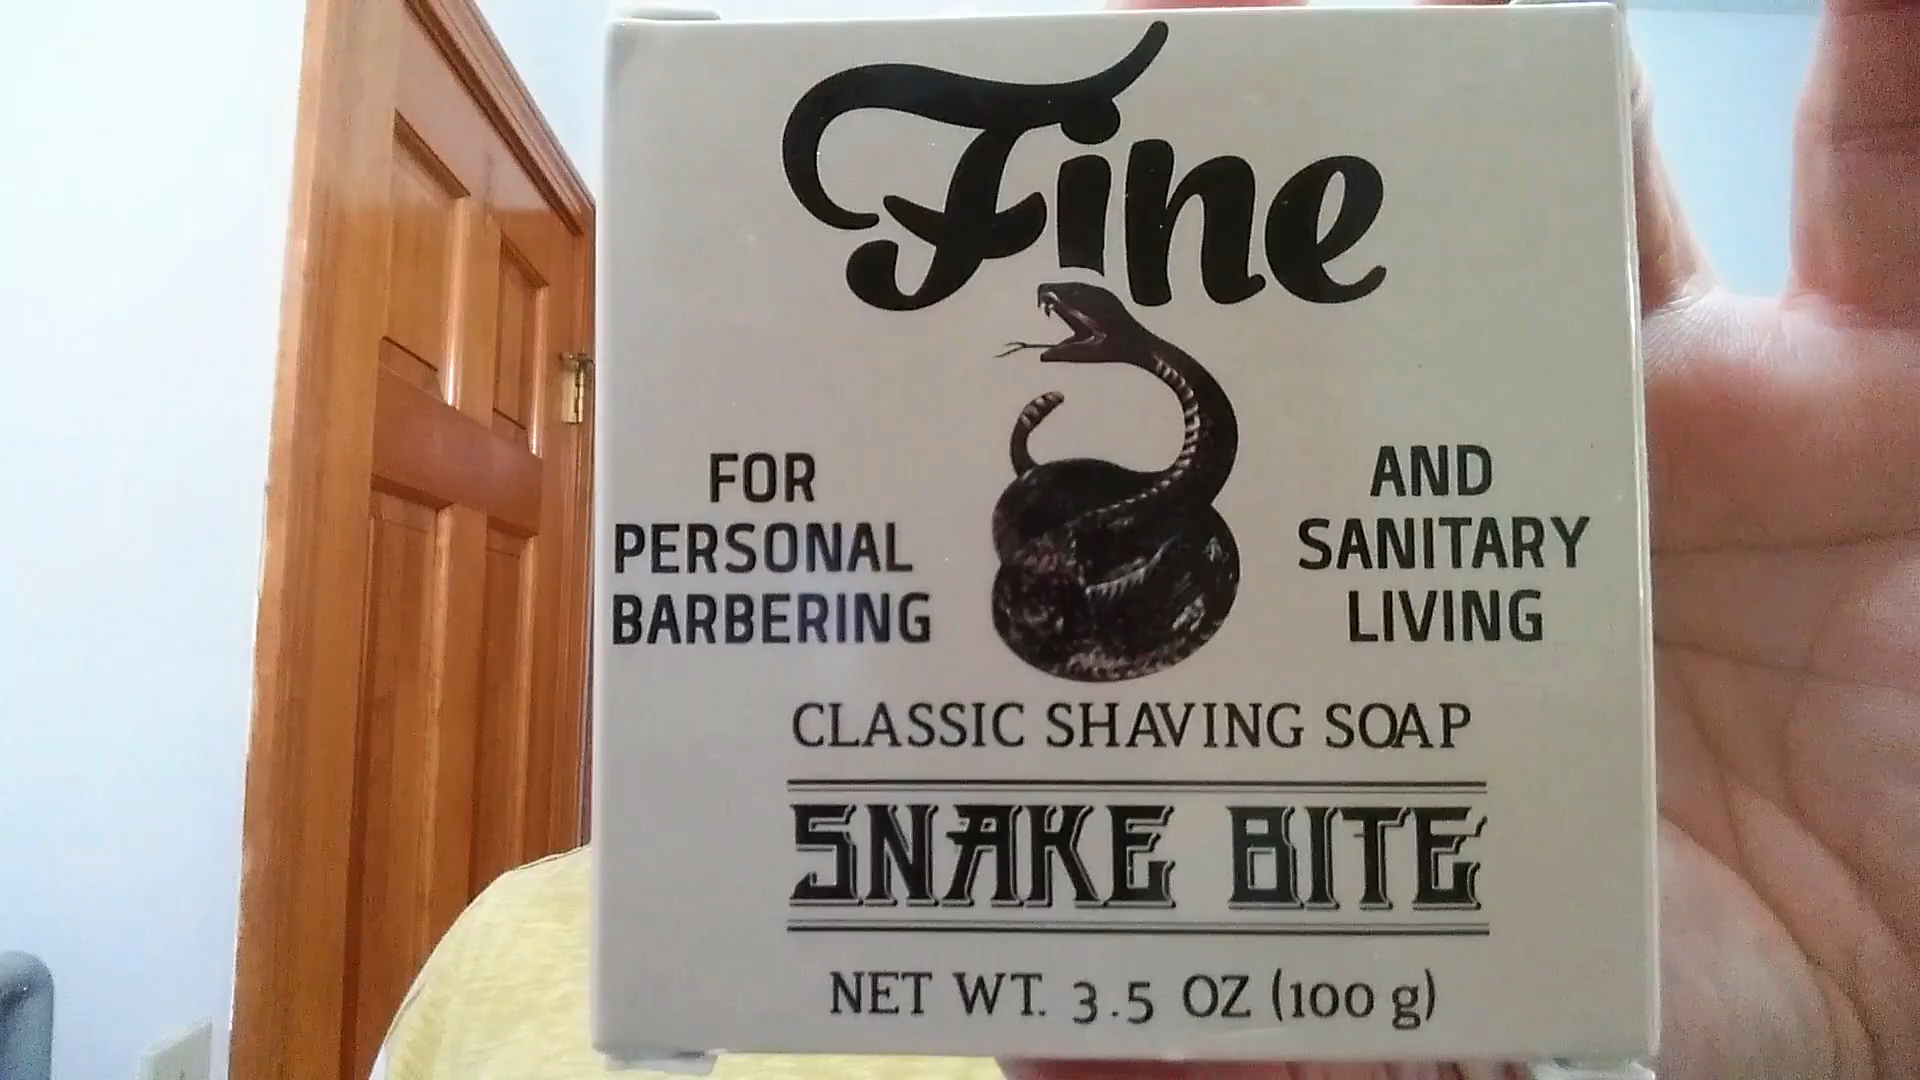 Fine
FOR
PERSONAL
BARBERING
AND
SANITARY
LIVING
CLASSIC SHAVING SOAP
SNAKE BITE
NET WT. 3.5 OZ (100 g)